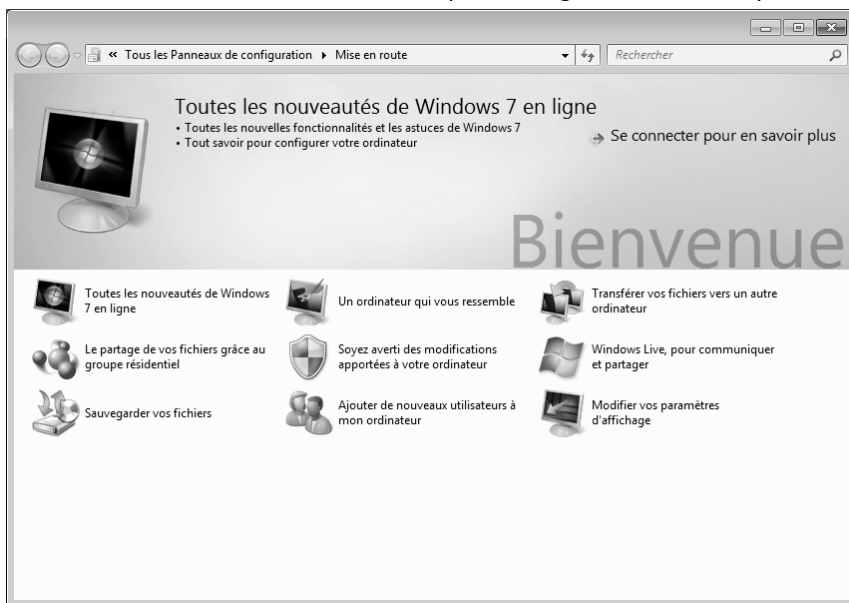 « Tous les Panneaux de configuration ▸ Mise en route
Rechercher
Toutes les nouveautés de Windows 7 en ligne
• Toutes les nouvelles fonctionnalités et les astuces de Windows 7
• Tout savoir pour configurer votre ordinateur
Se connecter pour en savoir plus
Bienvenue
Toutes les nouveautés de Windows
7 en ligne
Un ordinateur qui vous ressemble
Transférer vos fichiers vers un autre
ordinateur
Le partage de vos fichiers grâce au
groupe résidentiel
Soyez averti des modifications
apportées à votre ordinateur
Windows Live, pour communiquer
et partager
Sauvegarder vos fichiers
Ajouter de nouveaux utilisateurs à
mon ordinateur
Modifier vos paramètres
d'affichage